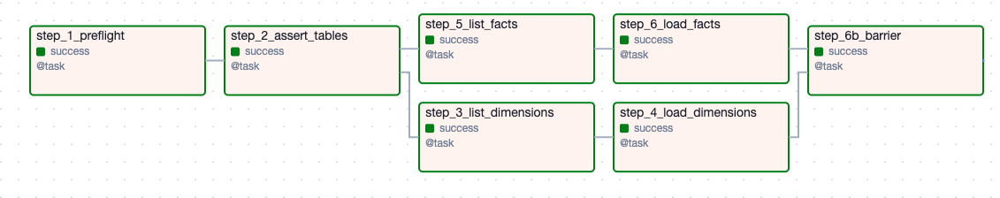 step_1_preflight
success
@task
step_2_assert_tables
success
@task
step_5_list_facts
success
@task
step_6_load_facts
success
@task
step_6b_barrier
success
@task
step_3_list_dimensions
success
@task
step_4_load_dimensions
success
@task